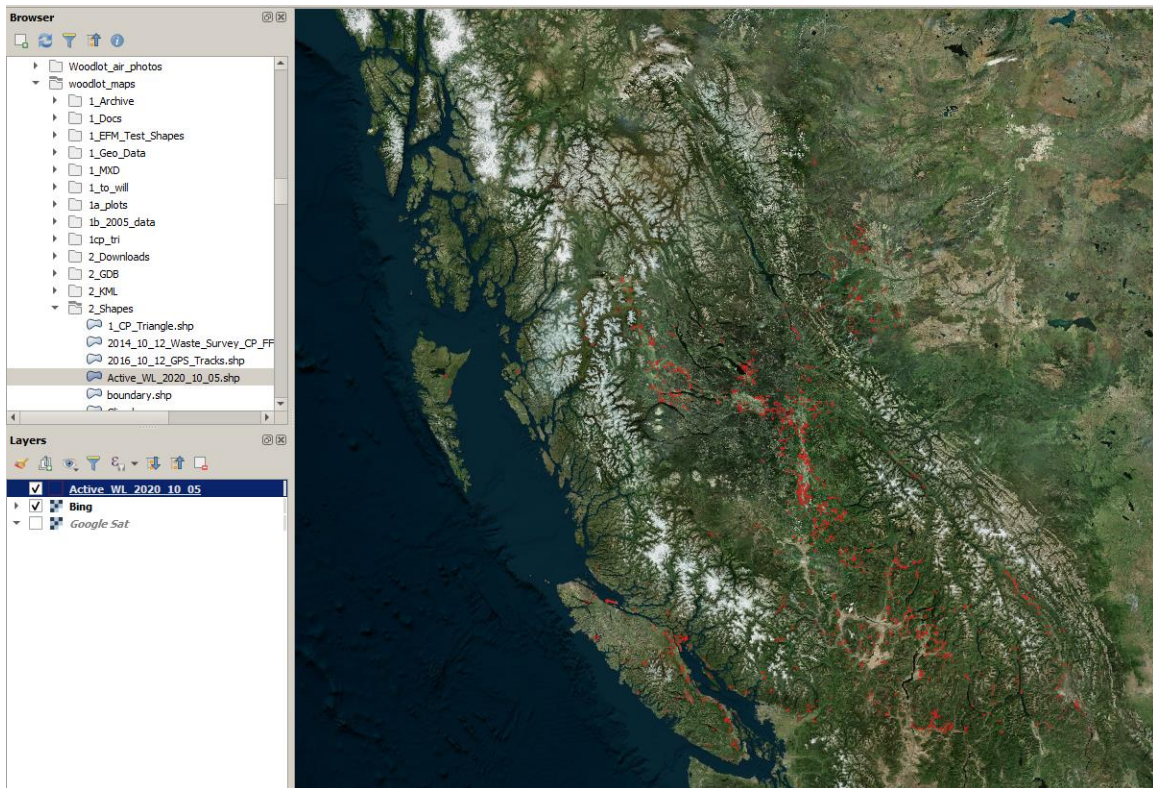 Browser
Woodlot_air_photos
woodlot_maps
1_Archive
1_Docs
1_EFM_Test_Shapes
1_Geo_Data
1_MXD
1_to_will
1a_plots
1b_2005_data
1cp_tri
2_Downloads
2_GDB
2_KML
2_Shapes
1_CP_Triangle.shp
2014_10_12_Waste_Survey_CP_FF
2016_10_12_GPS_Tracks.shp
Active_WL_2020_10_05.shp
boundary.shp
Layers
Active_WL_2020_10_05
Bing
Google Sat